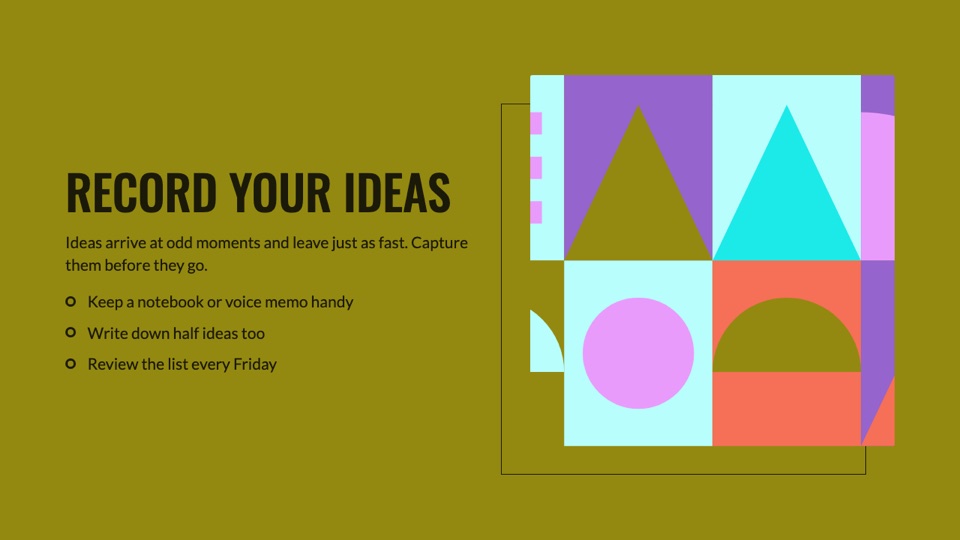 RECORD YOUR IDEAS
Ideas arrive at odd moments and leave just as fast. Capture
them before they go.
Keep a notebook or voice memo handy
Write down half ideas too
Review the list every Friday